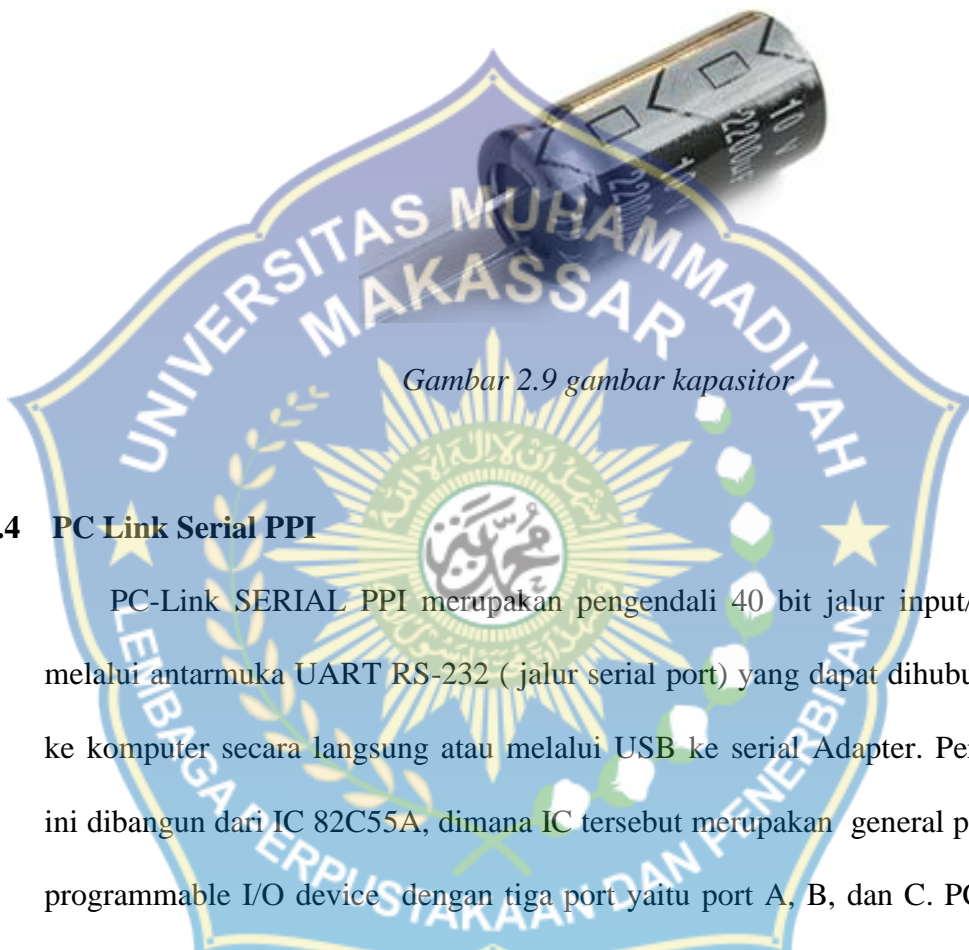 10 V
2200µF
10V
UNIVERSITAS MUHAMMADIYAH
MAKASSAR
Gambar 2.9 gambar kapasitor
.4 PC Link Serial PPI
PC-Link SERIAL PPI merupakan pengendali 40 bit jalur input/
melalui antarmuka UART RS-232 ( jalur serial port) yang dapat dihubu
ke komputer secara langsung atau melalui USB ke serial Adapter. Per
ini dibangun dari IC 82C55A, dimana IC tersebut merupakan general p
programmable I/O device dengan tiga port yaitu port A, B, dan C. PC
LEMBAGA PERPUSTAKAAN DAN PENERBITAN